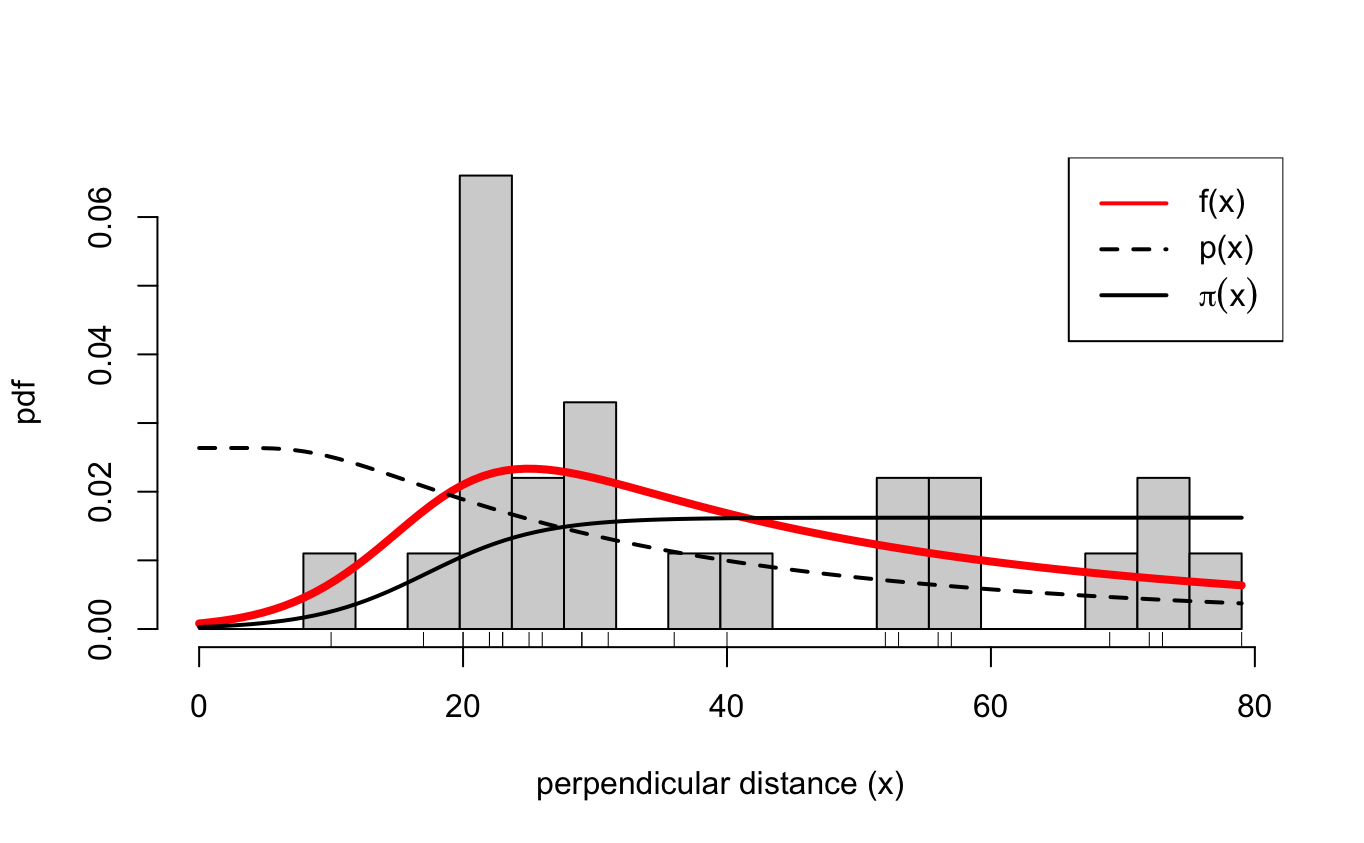 f(x)
p(x)
π(x)
pdf
0.06
0.04
0.02
0.00
0 20 40 60 80
perpendicular distance (x)